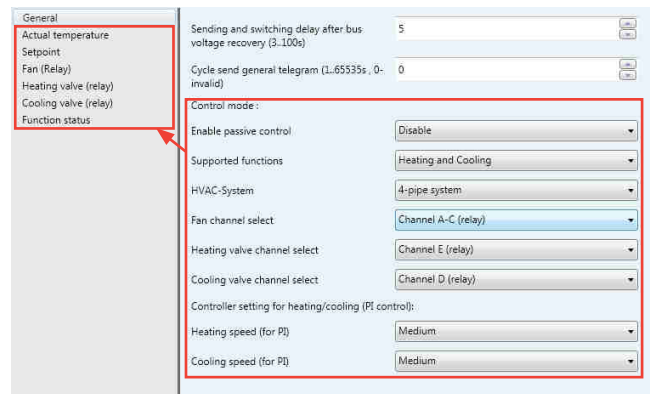 General
Actual temperature
Setpoint
Fan (Relay)
Heating valve (relay)
Cooling valve (relay)
Function status
Sending and switching delay after bus
voltage recovery (3..100s)
5
Cycle send general telegram (1..65535s , 0-
invalid)
0
Control mode :
Enable passive control
Disable
Supported functions
Heating and Cooling
HVAC-System
4-pipe system
Fan channel select
Channel A-C (relay)
Heating valve channel select
Channel E (relay)
Cooling valve channel select
Channel D (relay)
Controller setting for heating/cooling (PI control):
Heating speed (for PI)
Medium
Cooling speed (for PI)
Medium